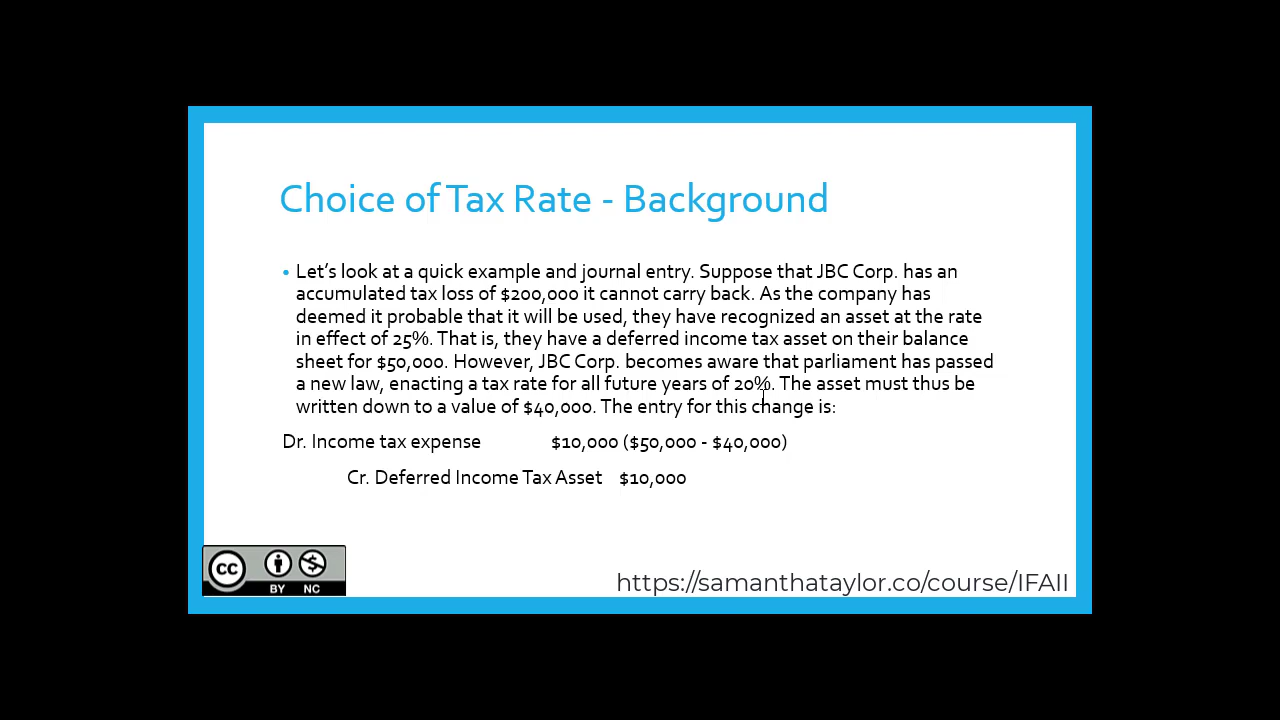 Choice of Tax Rate - Background
• Let’s look at a quick example and journal entry. Suppose that JBC Corp. has an
accumulated tax loss of $200,000 it cannot carry back. As the company has
deemed it probable that it will be used, they have recognized an asset at the rate
in effect of 25%. That is, they have a deferred income tax asset on their balance
sheet for $50,000. However, JBC Corp. becomes aware that parliament has passed
a new law, enacting a tax rate for all future years of 20%. The asset must thus be
written down to a value of $40,000. The entry for this change is:
Dr. Income tax expense $10,000 ($50,000 - $40,000)
Cr. Deferred Income Tax Asset $10,000
cc
BY NC
https://samanthataylor.co/course/IFAII